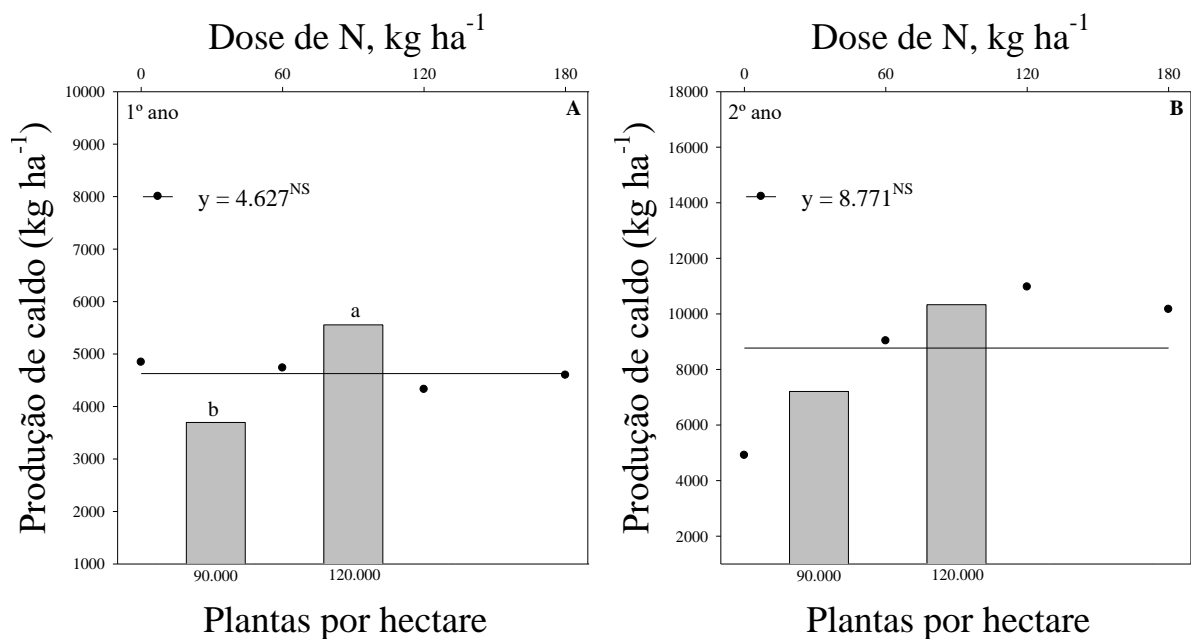 Dose de N, kg ha-1
0 60 120 180
Produção de caldo (kg ha-1)
10000
9000
8000
7000
6000
5000
4000
3000
2000
1000
1º ano
A
y = 4.627NS
b
a
90.000 120.000
Plantas por hectare
Dose de N, kg ha-1
0 60 120 180
Produção de caldo (kg ha-1)
18000
16000
14000
12000
10000
8000
6000
4000
2000
2º ano
B
y = 8.771NS
90.000 120.000
Plantas por hectare